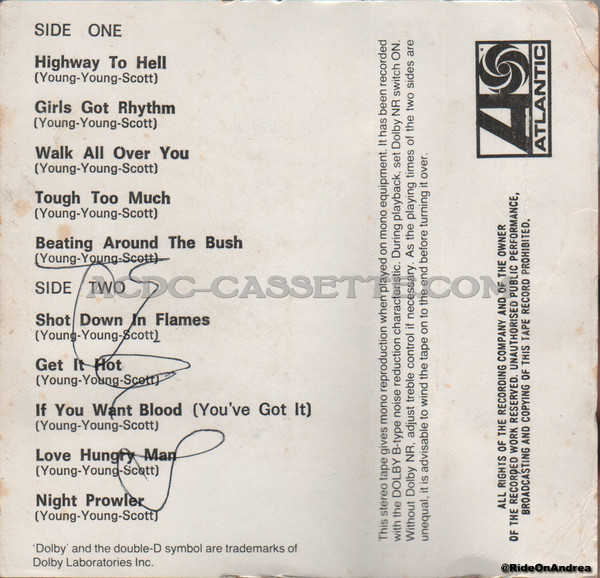 SIDE ONE
Highway To Hell
(Young-Young-Scott)
Girls Got Rhythm
(Young-Young-Scott)
Walk All Over You
(Young-Young-Scott)
Tough Too Much
(Young-Young-Scott)
Beating Around The Bush
(Young-Young-Scott)
SIDE TWO
Shot Down In Flames
(Young-Young-Scott)
Get It Hot
(Young-Young-Scott)
If You Want Blood (You've Got It)
(Young-Young-Scott)
Love Hungry Man
(Young-Young-Scott)
Night Prowler
(Young-Young-Scott)
'Dolby' and the double-D symbol are trademarks of
Dolby Laboratories Inc.
This stereo tape gives mono reproduction when played on mono equipment. It has been recorded
with the DOLBY B-type noise reduction characteristic. During playback, set Dolby NR switch ON.
Without Dolby NR, adjust treble control if necessary. As the playing times of the two sides are
unequal, it is advisable to wind the tape on to the end before turning it over.
ATLANTIC
ALL RIGHTS OF THE RECORDING COMPANY AND OF THE OWNER
OF THE RECORDED WORK RESERVED. UNAUTHORISED PUBLIC PERFORMANCE,
BROADCASTING AND COPYING OF THIS TAPE RECORD PROHIBITED.
ACDC-CASSETTE.COM
@RideOnAndrea